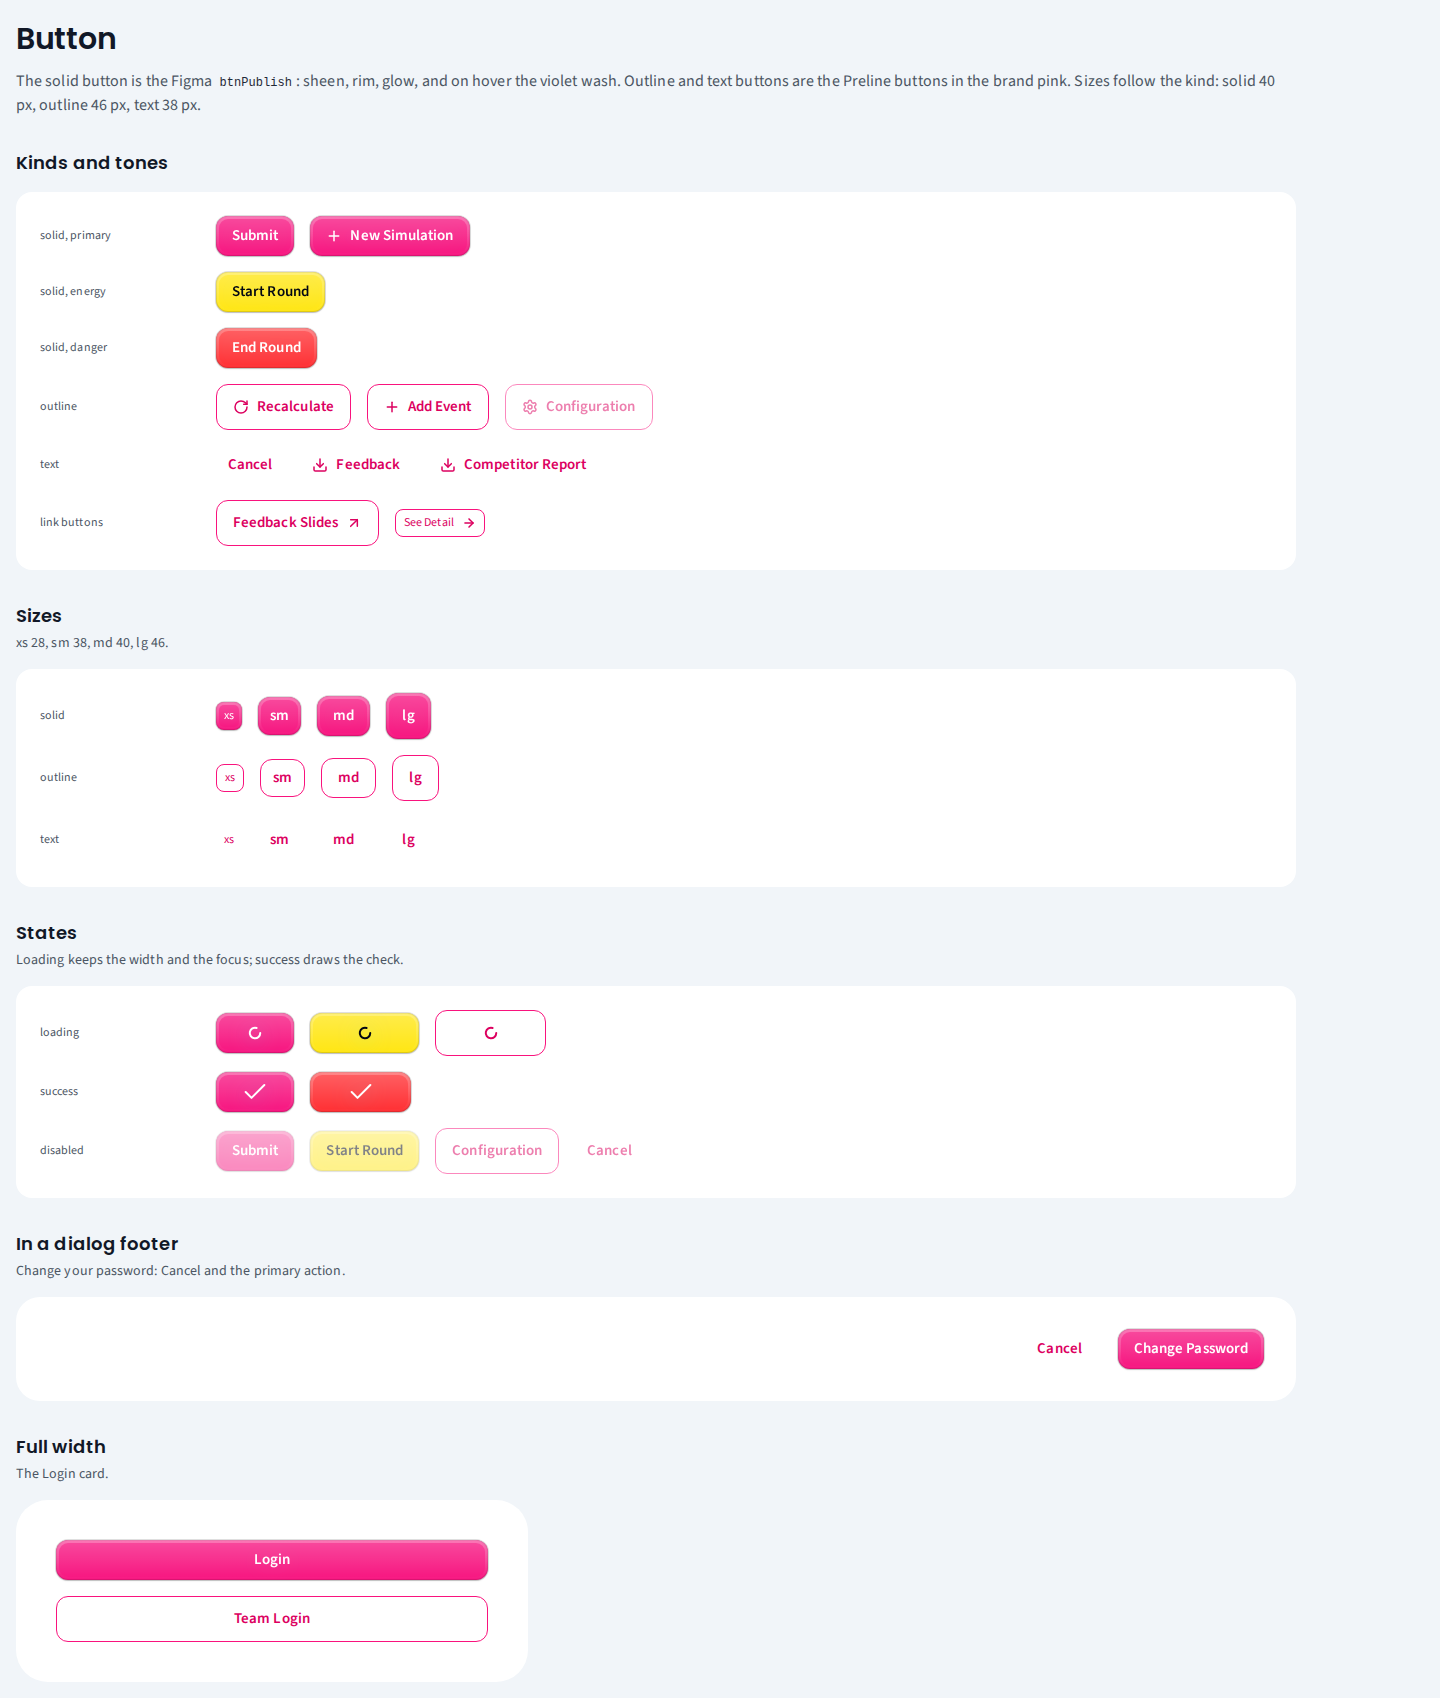 Button
The solid button is the Figma btnPublish : sheen, rim, glow, and on hover the violet wash. Outline and text buttons are the Preline buttons in the brand pink. Sizes follow the kind: solid 40
px, outline 46 px, text 38 px.
Kinds and tones
solid, primary Submit New Simulation
solid, energy Start Round
solid, danger End Round
outline Recalculate Add Event Configuration
text Cancel Feedback Competitor Report
link buttons Feedback Slides See Detail
Sizes
xs 28, sm 38, md 40, lg 46.
solid xs sm md lg
outline xs sm md lg
text xs sm md lg
States
Loading keeps the width and the focus; success draws the check.
loading
success
disabled Submit Start Round Configuration Cancel
In a dialog footer
Change your password: Cancel and the primary action.
Cancel Change Password
Full width
The Login card.
Login
Team Login